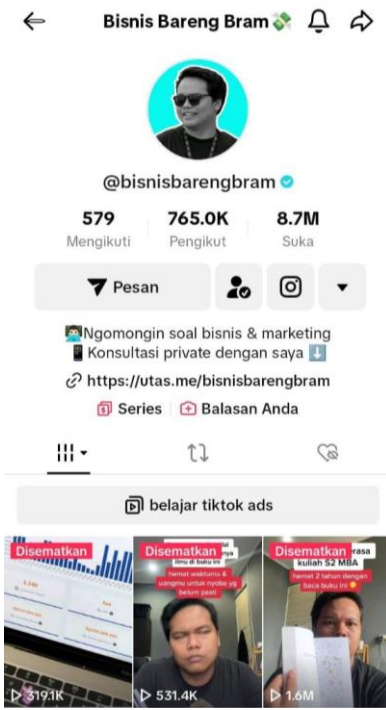 Bisnis Bareng Bram💸
@bisnisbarengbram
579 765.0K 8.7M
Mengikuti Pengikut Suka
Pesan
👨🏻‍💻Ngomongin soal bisnis & marketing
📱Konsultasi private dengan saya ⬇️
https://utas.me/bisnisbarengbram
Series Balasan Anda
belajar tiktok ads
Disematkan
319.1K
Disematkan
ilmu di buku ini
hemat waktumu &
uangmu untuk nyoba yg
belum pasti
531.4K
Disematkan
kuliah S2 MBA
hemat 2 tahun dengan
baca buku ini
1.6M